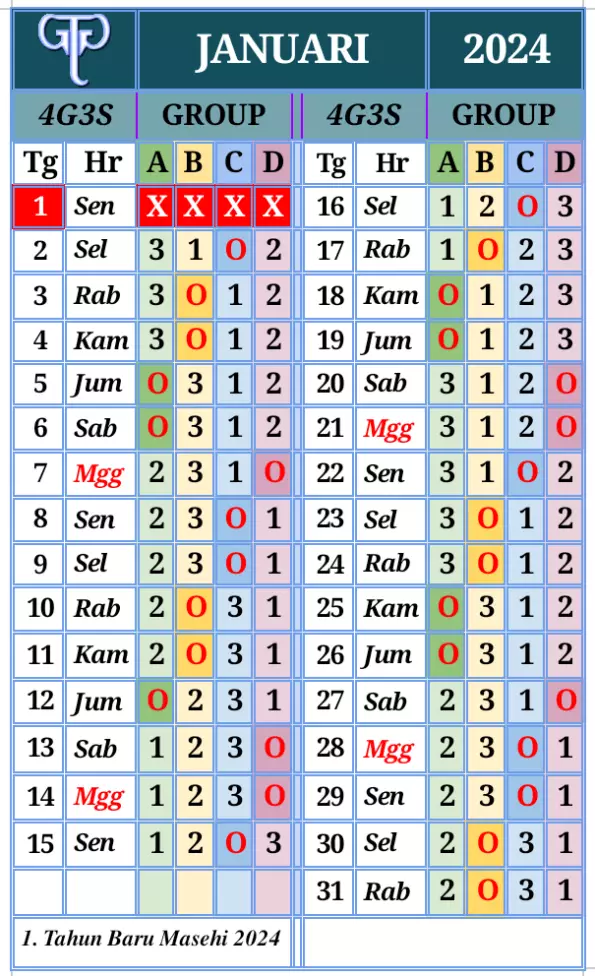 JANUARI 2024
4G3S GROUP 4G3S GROUP
Tg Hr A B C D Tg Hr A B C D
1 Sen X X X X 16 Sel 1 2 O 3
2 Sel 3 1 O 2 17 Rab 1 O 2 3
3 Rab 3 O 1 2 18 Kam O 1 2 3
4 Kam 3 O 1 2 19 Jum O 1 2 3
5 Jum O 3 1 2 20 Sab 3 1 2 O
6 Sab O 3 1 2 21 Mgg 3 1 2 O
7 Mgg 2 3 1 O 22 Sen 3 1 O 2
8 Sen 2 3 O 1 23 Sel 3 O 1 2
9 Sel 2 3 O 1 24 Rab 3 O 1 2
10 Rab 2 O 3 1 25 Kam O 3 1 2
11 Kam 2 O 3 1 26 Jum O 3 1 2
12 Jum O 2 3 1 27 Sab 2 3 1 O
13 Sab 1 2 3 O 28 Mgg 2 3 O 1
14 Mgg 1 2 3 O 29 Sen 2 3 O 1
15 Sen 1 2 O 3 30 Sel 2 O 3 1
31 Rab 2 O 3 1
1. Tahun Baru Masehi 2024